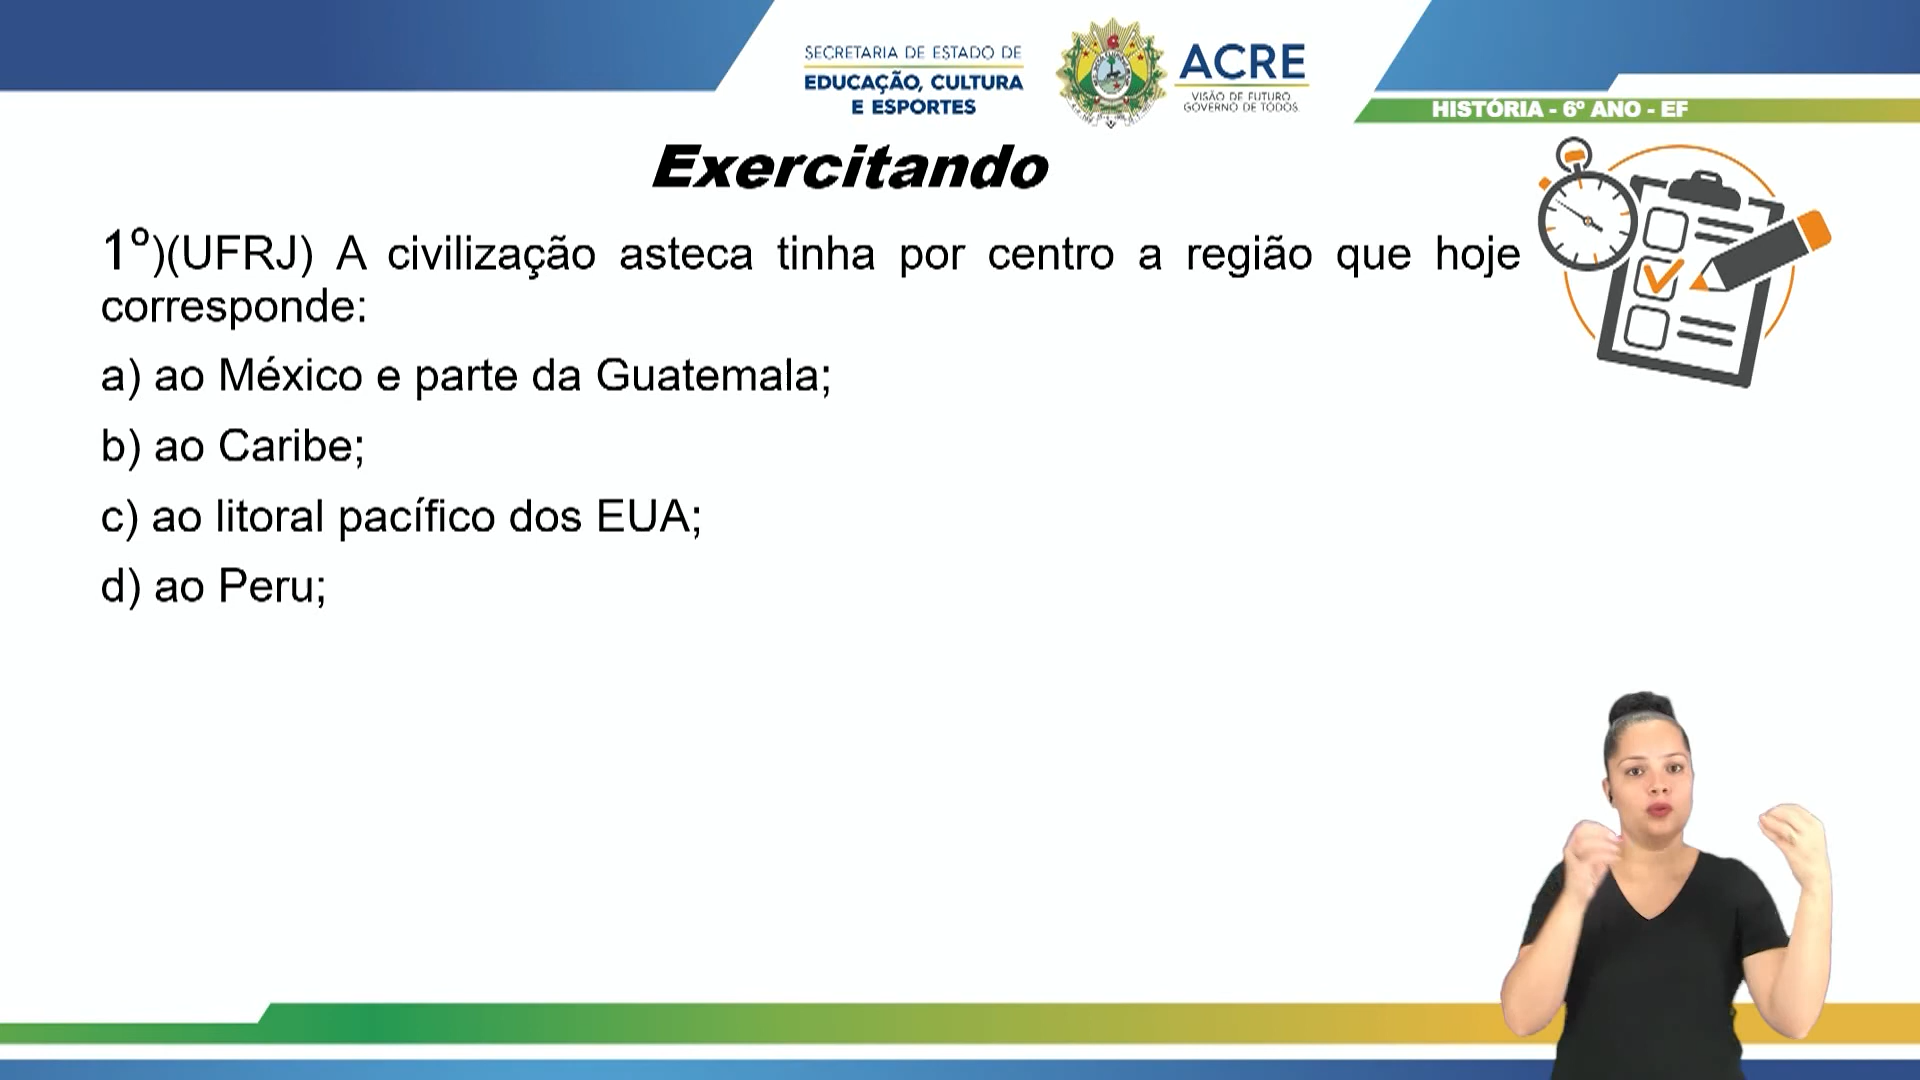 SECRETARIA DE ESTADO DE
EDUCAÇÃO, CULTURA
E ESPORTES
ACRE
VISÃO DE FUTURO
GOVERNO DE TODOS
HISTÓRIA - 6º ANO - EF
Exercitando
1º)(UFRJ) A civilização asteca tinha por centro a região que hoje
corresponde:
a) ao México e parte da Guatemala;
b) ao Caribe;
c) ao litoral pacífico dos EUA;
d) ao Peru;